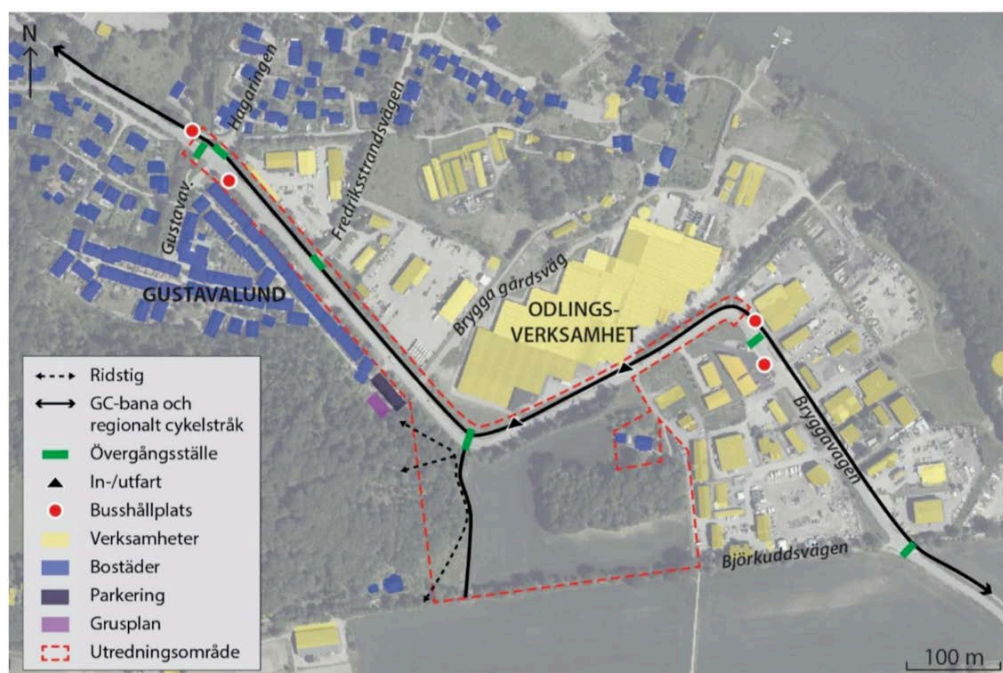 N
Hagaringen
Fredriksstrandsvägen
Gustavav.
GUSTAVALUND
Brygga gårdsväg
ODLINGS-
VERKSAMHET
Bryggavägen
Björkuddsvägen
Ridstig
GC-bana och
regionalt cykelstråk
Övergångsställe
In-/utfart
Busshållplats
Verksamheter
Bostäder
Parkering
Grusplan
Utredningsområde
100 m